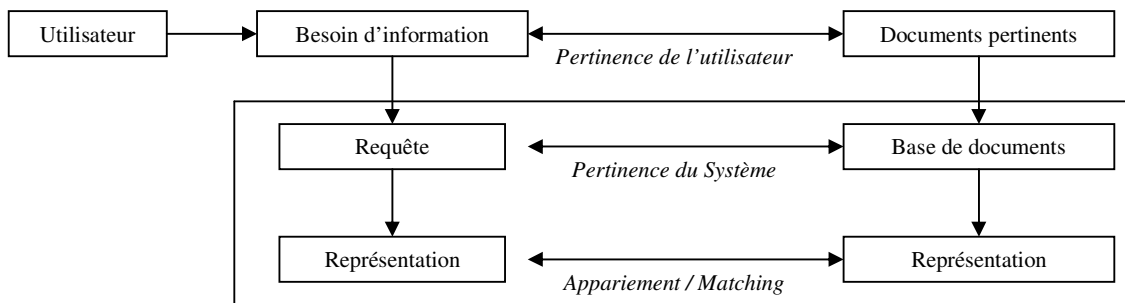 Utilisateur
Besoin d’information
Documents pertinents
Pertinence de l’utilisateur
Requête
Base de documents
Pertinence du Système
Représentation
Représentation
Appariement / Matching